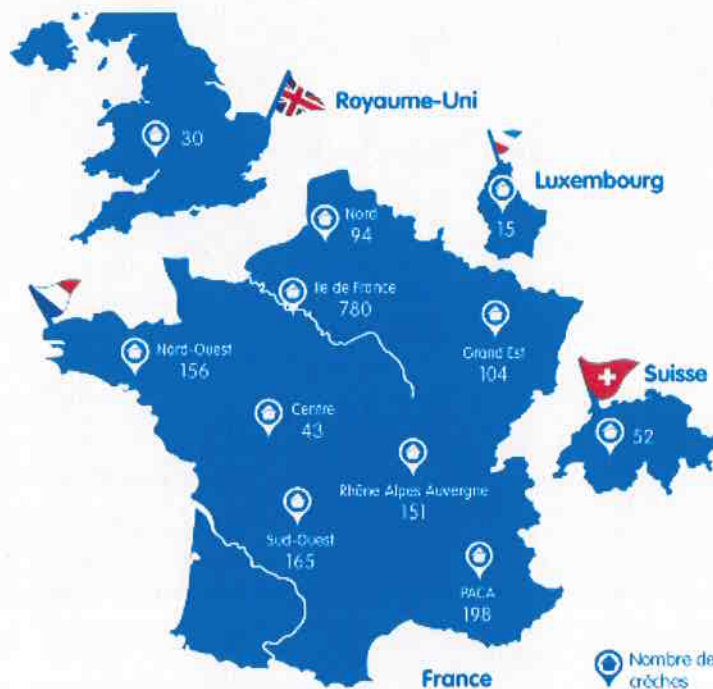 30
Royaume-Uni
Luxembourg
15
Nord
94
Ile de France
780
Grand Est
104
Nord-Ouest
156
Suisse
52
Centre
43
Rhône Alpes Auvergne
151
Sud-Ouest
165
PACA
198
France
Nombre de
crèches